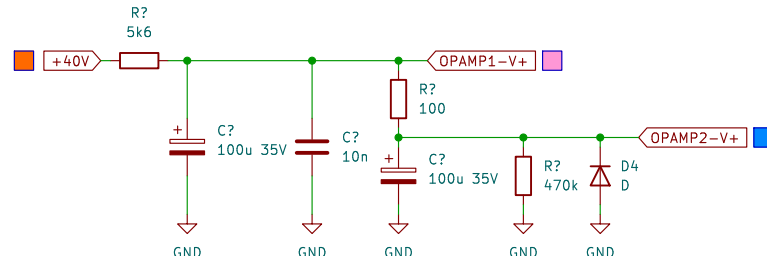 R?
5k6
+40V
OPAMP1-V+
R?
100
OPAMP2-V+
C?
100u 35V
C?
10n
C?
100u 35V
R?
470k
D4
D
GND
GND
GND
GND
GND